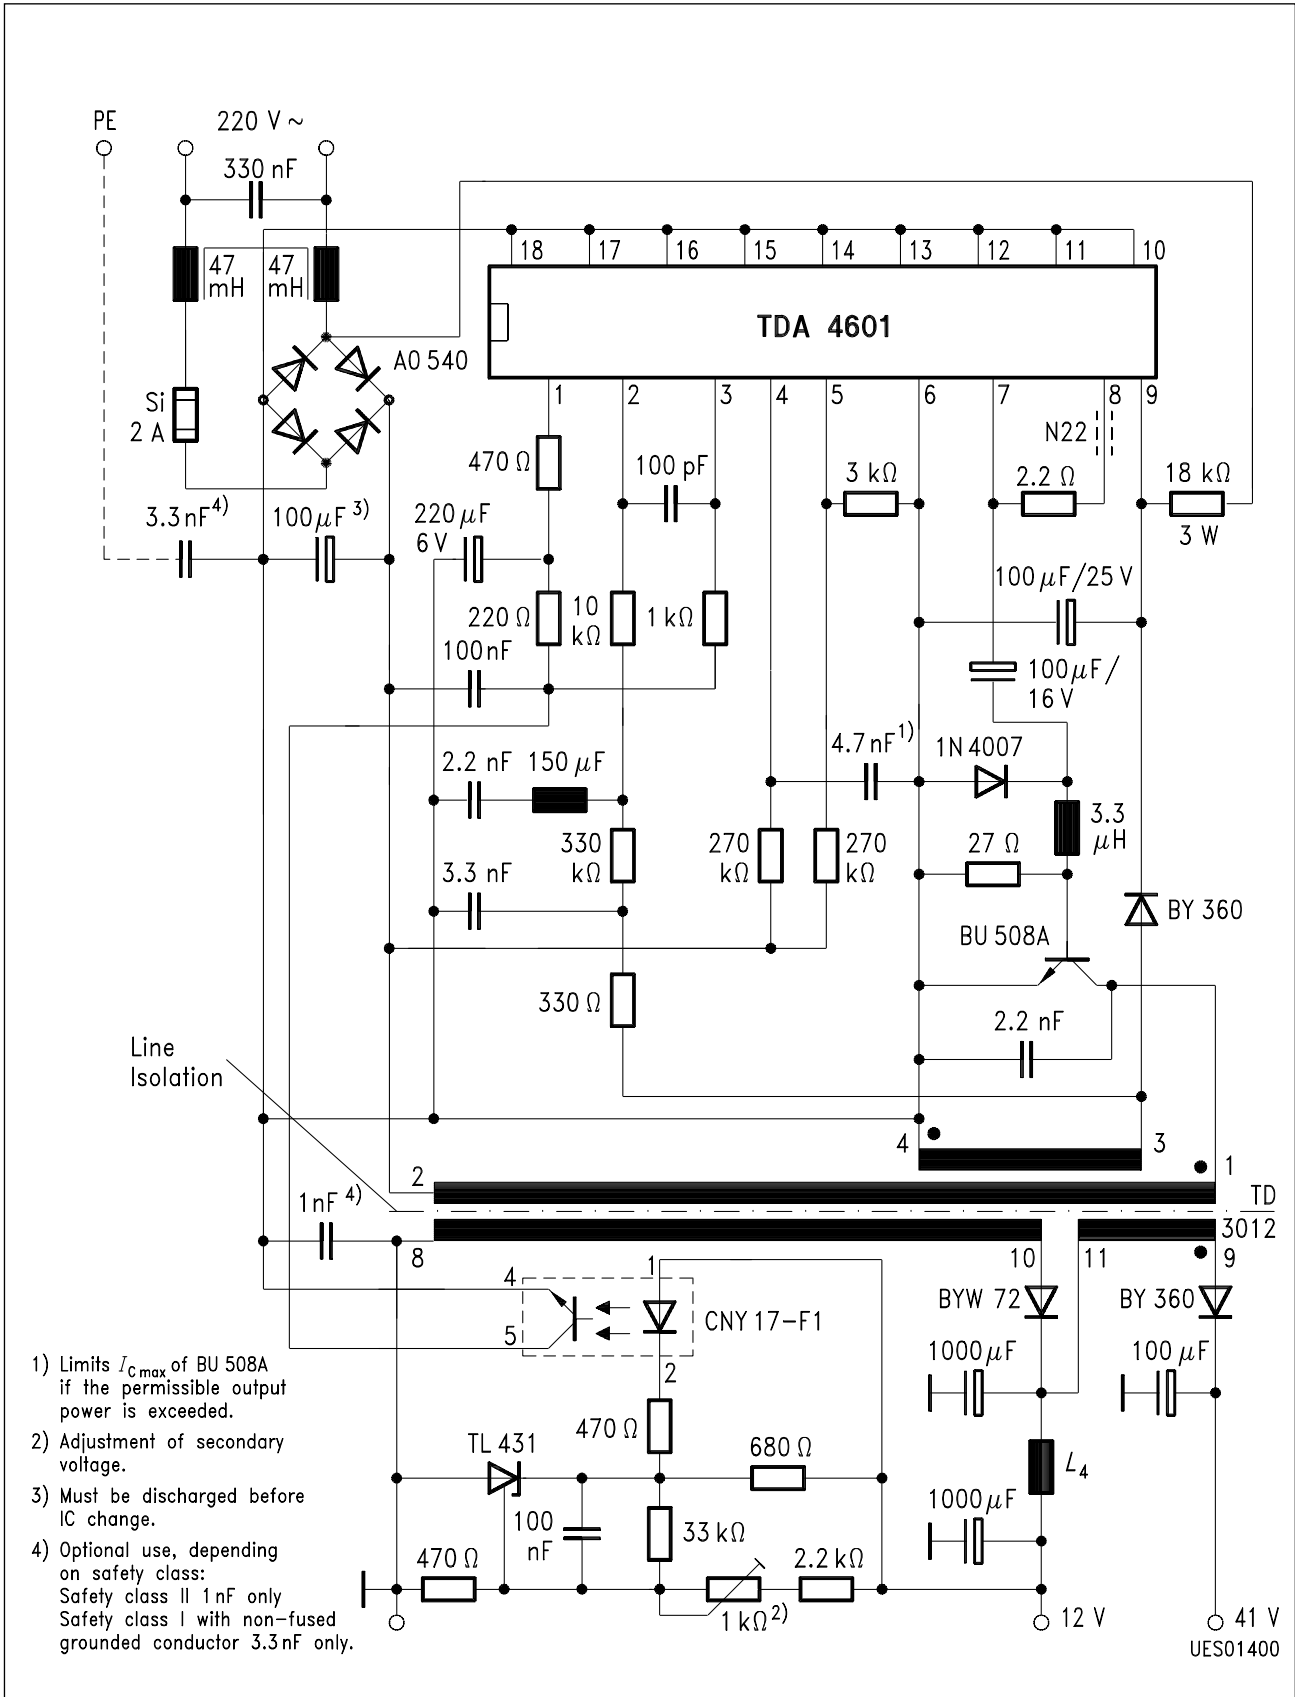 PE
220 V ~
330 nF
47 mH
47 mH
18 17 16 15 14 13 12 11 10
TDA 4601
AO 540
Si
2 A
1 2 3 4 5 6 7 8 9
N22
470 Ω
100 pF
3 kΩ
2.2 Ω
18 kΩ
3 W
3.3 nF 4)
100 µF 3)
220 µF
6 V
100 µF/25 V
220 Ω
10 kΩ
1 kΩ
100 nF
100 µF/
16 V
4.7 nF 1)
1N 4007
2.2 nF
150 µF
3.3
µH
330
kΩ
270
kΩ
270
kΩ
27 Ω
3.3 nF
BY 360
BU 508A
330 Ω
2.2 nF
Line
Isolation
4
3
2
1
TD
3012
1 nF 4)
8
10
11
9
4
1
5
2
CNY 17-F1
BYW 72
BY 360
1000 µF
100 µF
1) Limits I C max of BU 508A
if the permissible output
power is exceeded.
2) Adjustment of secondary
voltage.
3) Must be discharged before
IC change.
4) Optional use, depending
on safety class:
Safety class II 1 nF only
Safety class I with non-fused
grounded conductor 3.3 nF only.
470 Ω
TL 431
680 Ω
L4
1000 µF
100
nF
33 kΩ
470 Ω
2.2 kΩ
1 kΩ 2)
12 V
41 V
UES01400